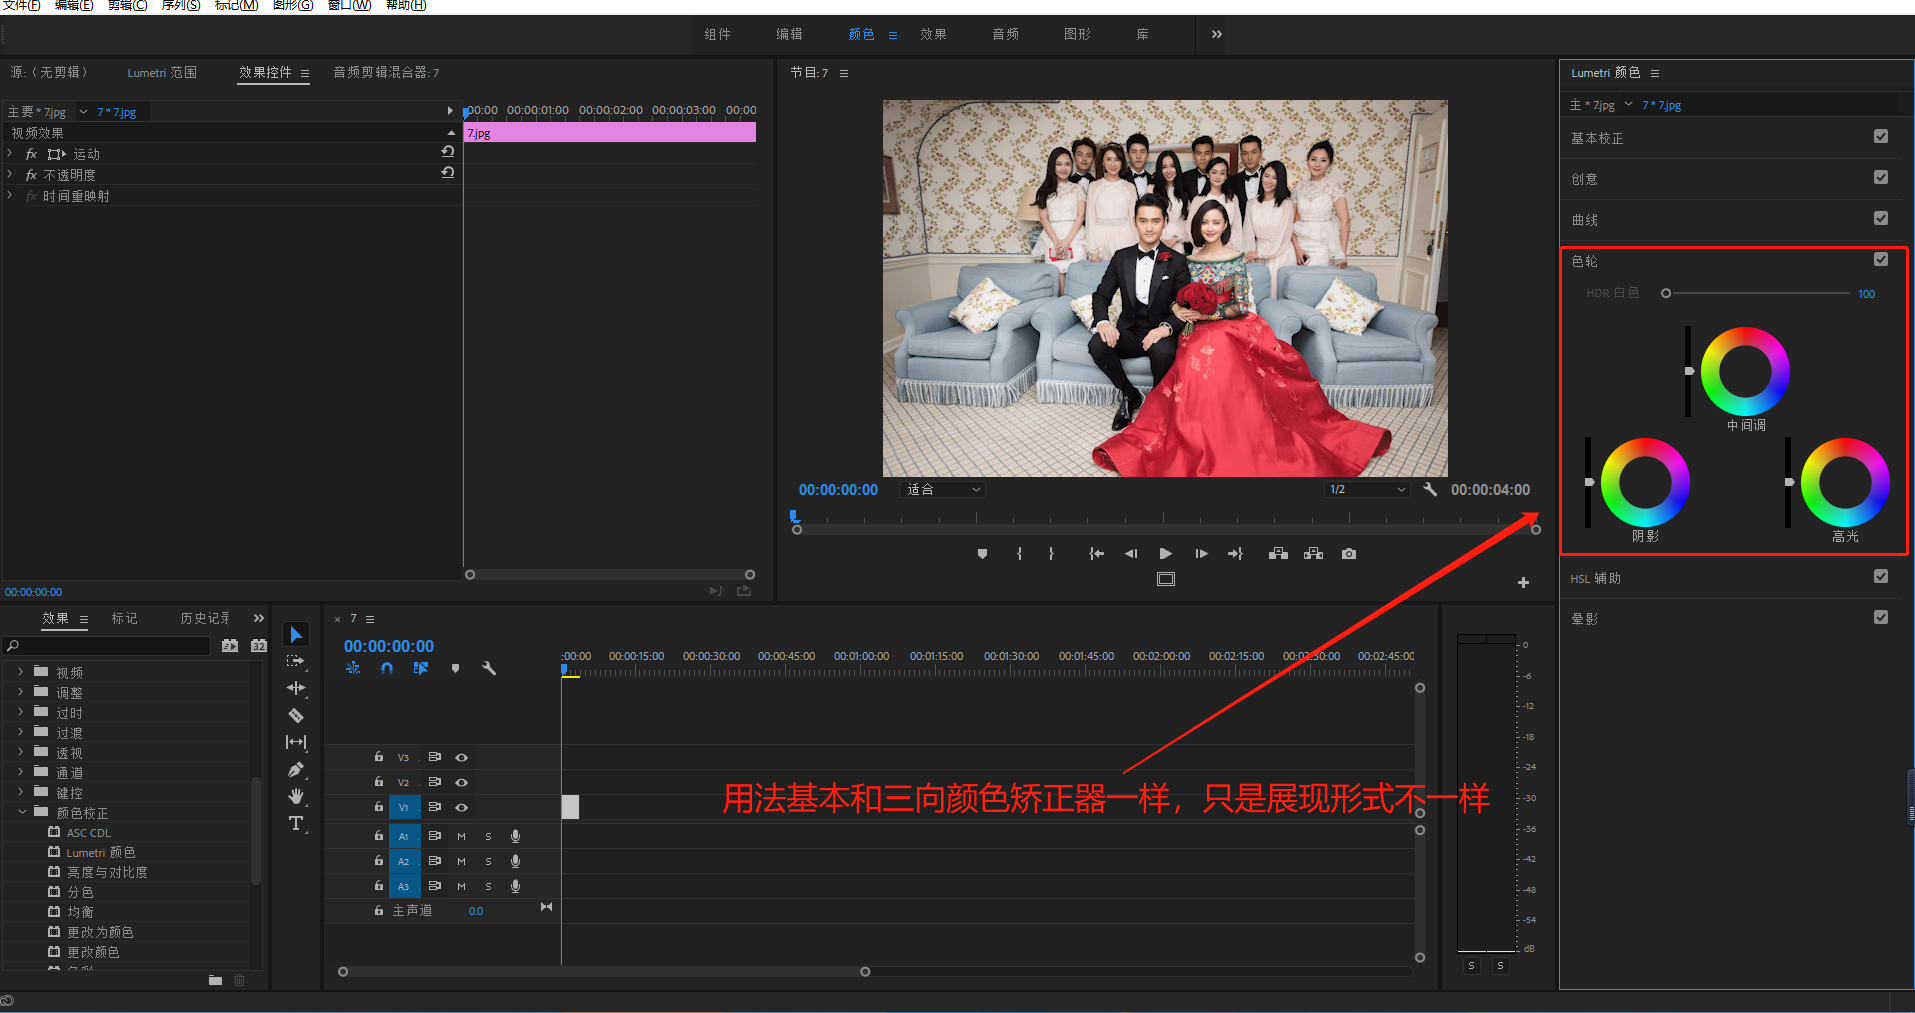 文件(F) 编辑(E) 剪辑(C) 序列(S) 标记(M) 图形(G) 窗口(W) 帮助(H)
组件 编辑 颜色 效果 音频 图形 库
源:（无剪辑） Lumetri 范围 效果控件 音频剪辑混合器: 7
主要 * 7.jpg 7 * 7.jpg
:00:00 00:00:01:00 00:00:02:00 00:00:03:00 00:00
视频效果
7.jpg
fx 运动
fx 不透明度
fx 时间重映射
00:00:00:00
节目: 7
00:00:00:00 适合 1/2 00:00:04:00
Lumetri 颜色
主 * 7.jpg 7 * 7.jpg
基本校正
创意
曲线
色轮
HDR 白色 100
中间调
阴影 高光
HSL 辅助
晕影
效果 标记 历史记录
32
视频
调整
过时
过渡
透视
通道
键控
颜色校正
ASC CDL
Lumetri 颜色
亮度与对比度
分色
均衡
更改为颜色
更改颜色
× 7
00:00:00:00
:00:00 00:00:15:00 00:00:30:00 00:00:45:00 00:01:00:00 00:01:15:00 00:01:30:00 00:01:45:00 00:02:00:00 00:02:15:00 00:02:30:00 00:02:45:00
V3
V2
V1
A1 M S
A2 M S
A3 M S
主声道 0.0
用法基本和三向颜色矫正器一样，只是展现形式不一样
0
-6
-12
-18
-24
-30
-36
-42
-48
-54
dB
S S